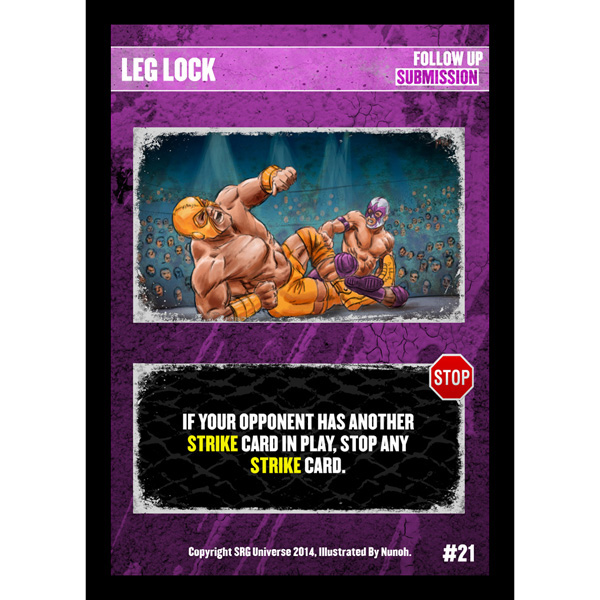 LEG LOCK
FOLLOW UP
SUBMISSION
STOP
IF YOUR OPPONENT HAS ANOTHER
STRIKE CARD IN PLAY, STOP ANY
STRIKE CARD.
Copyright SRG Universe 2014, Illustrated By Nunoh.
#21